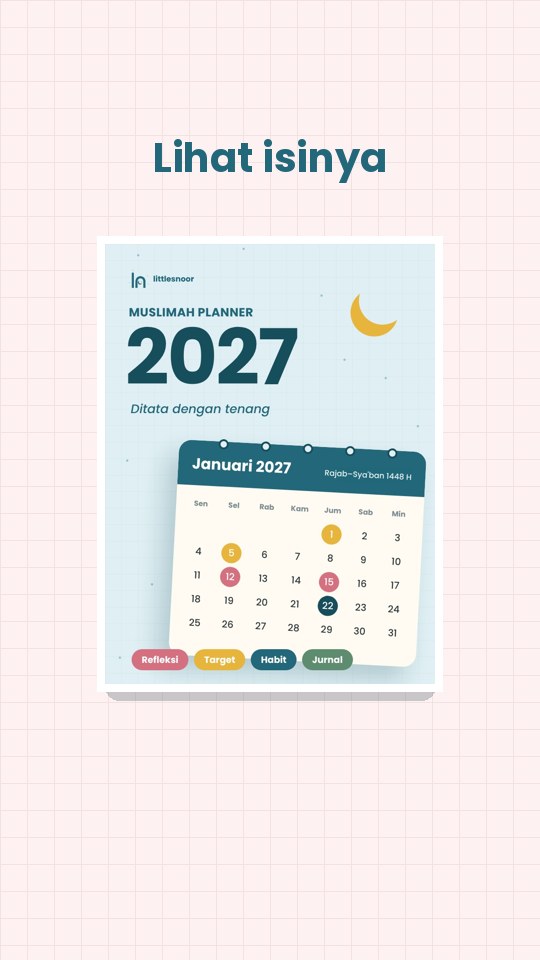 Lihat isinya
littlesnoor
MUSLIMAH PLANNER
2027
Ditata dengan tenang
Januari 2027
Rajab–Sya'ban 1448 H
Sen Sel Rab Kam Jum Sab Min
1 2 3
4 5 6 7 8 9 10
11 12 13 14 15 16 17
18 19 20 21 22 23 24
25 26 27 28 29 30 31
Refleksi Target Habit Jurnal